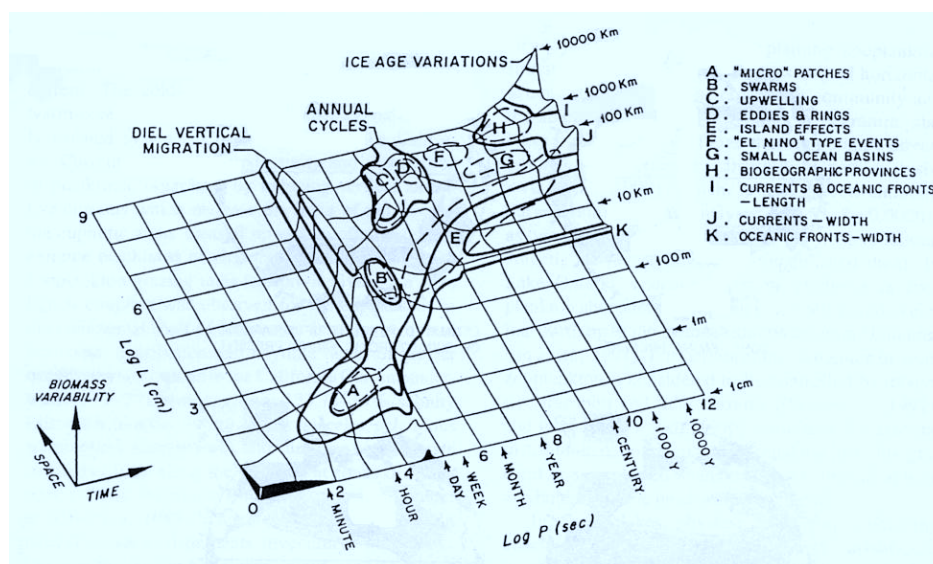 ICE AGE VARIATIONS
10000 Km
1000 Km
100 Km
10 Km
100 m
1m
1 cm
ANNUAL
CYCLES
DIEL VERTICAL
MIGRATION
A . "MICRO" PATCHES
B . SWARMS
C . UPWELLING
D . EDDIES & RINGS
E . ISLAND EFFECTS
F . "EL NINO" TYPE EVENTS
G . SMALL OCEAN BASINS
H . BIOGEOGRAPHIC PROVINCES
I . CURRENTS & OCEANIC FRONTS
– LENGTH
J . CURRENTS – WIDTH
K . OCEANIC FRONTS – WIDTH
A
B
C
D
E
F
G
H
I
J
K
9
6
3
Log L (cm)
BIOMASS
VARIABILITY
SPACE
TIME
0
2
4
6
8
10
12
MINUTE
HOUR
DAY
WEEK
MONTH
YEAR
CENTURY
1000 Y
10000 Y
Log P (sec)